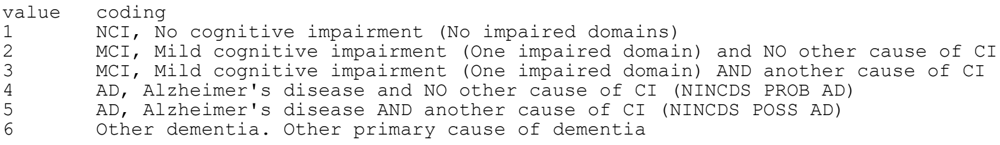 value coding
1 NCI, No cognitive impairment (No impaired domains)
2 MCI, Mild cognitive impairment (One impaired domain) and NO other cause of CI
3 MCI, Mild cognitive impairment (One impaired domain) AND another cause of CI
4 AD, Alzheimer's disease and NO other cause of CI (NINCDS PROB AD)
5 AD, Alzheimer's disease AND another cause of CI (NINCDS POSS AD)
6 Other dementia. Other primary cause of dementia